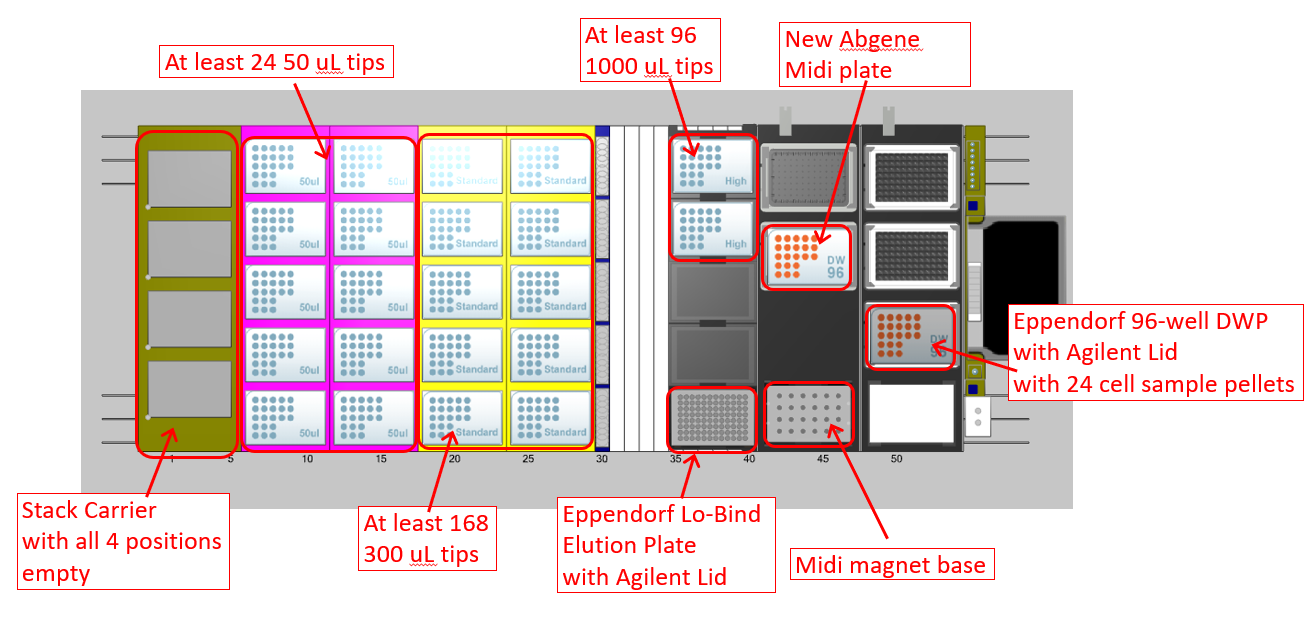 At least 24 50 uL tips
At least 96
1000 uL tips
New Abgene
Midi plate
50ul
50ul
Standard
Standard
High
50ul
50ul
Standard
Standard
High
DW
96
50ul
50ul
Standard
Standard
DW
96
Eppendorf 96-well DWP
with Agilent Lid
with 24 cell sample pellets
50ul
50ul
Standard
Standard
50ul
50ul
Standard
Standard
1
5
10
15
20
25
30
35
40
45
50
Stack Carrier
with all 4 positions
empty
At least 168
300 uL tips
Eppendorf Lo-Bind
Elution Plate
with Agilent Lid
Midi magnet base